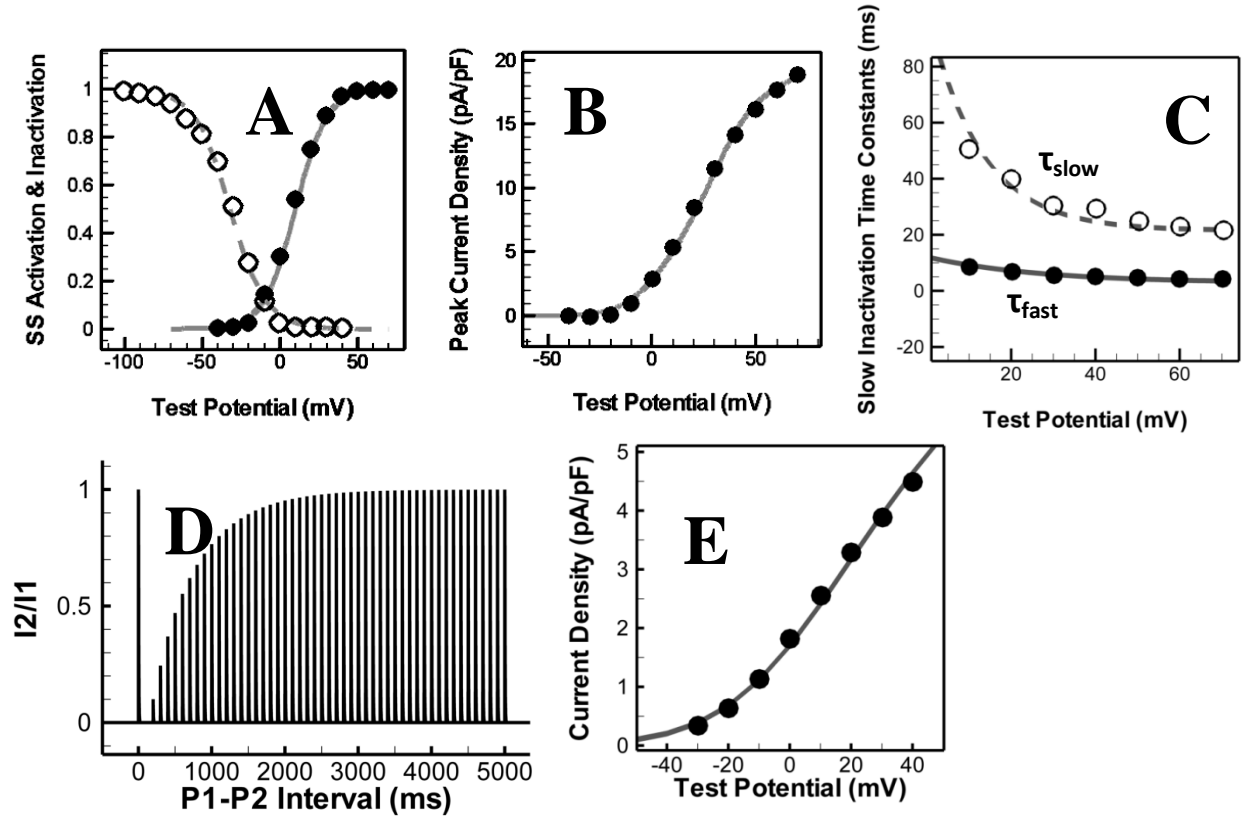 SS Activation & Inactivation
A
1
0.8
0.6
0.4
0.2
0
-100
-50
0
50
Test Potential (mV)
Peak Current Density (pA/pF)
B
20
15
10
5
0
-50
0
50
Test Potential (mV)
Slow Inactivation Time Constants (ms)
C
80
60
40
20
0
-20
τslow
τfast
20
40
60
Test Potential (mV)
I2/I1
D
1
0.5
0
0
1000
2000
3000
4000
5000
P1-P2 Interval (ms)
Current Density (pA/pF)
E
5
4
3
2
1
0
-40
-20
0
20
40
Test Potential (mV)